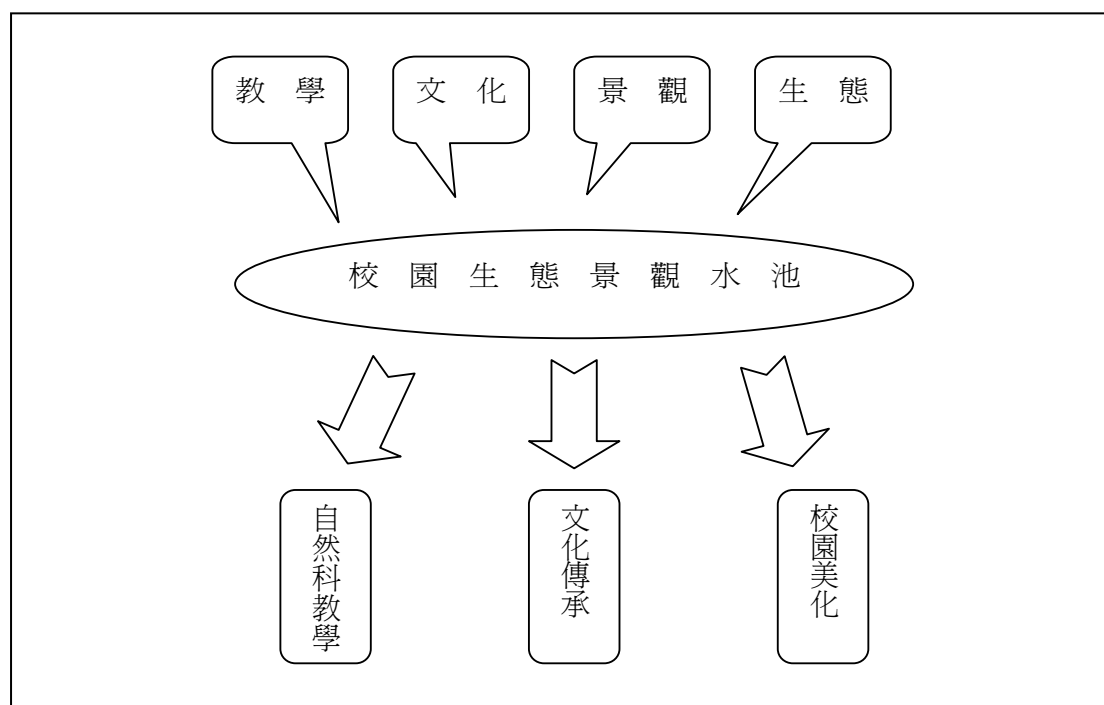 教 學
文 化
景 觀
生 態
校 園 生 態 景 觀 水 池
自然科教學
文化傳承
校園美化